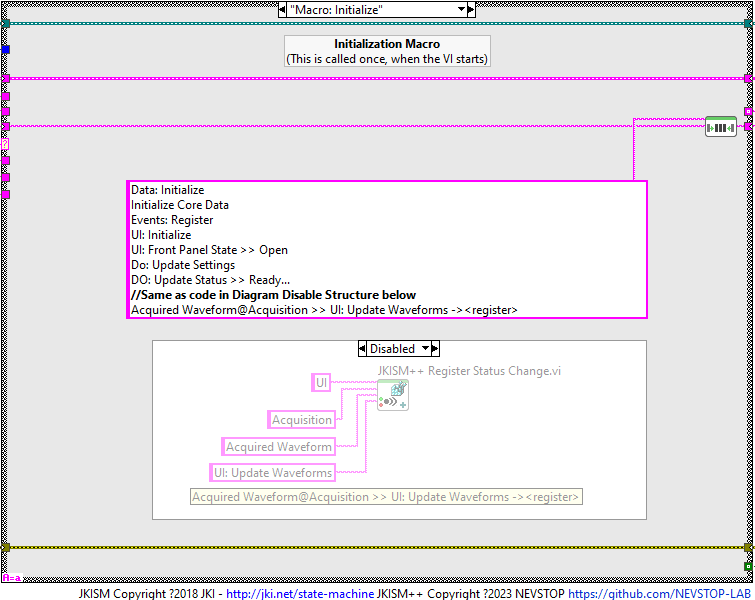 "Macro: Initialize"
Initialization Macro
(This is called once, when the VI starts)
?
Data: Initialize
Initialize Core Data
Events: Register
UI: Initialize
UI: Front Panel State >> Open
Do: Update Settings
DO: Update Status >> Ready...
//Same as code in Diagram Disable Structure below
Acquired Waveform@Acquisition >> UI: Update Waveforms -><register>
Disabled
JKISM++ Register Status Change.vi
UI
Acquisition
Acquired Waveform
UI: Update Waveforms
Acquired Waveform@Acquisition >> UI: Update Waveforms -><register>
A=a
JKISM Copyright ?2018 JKI - http://jki.net/state-machine JKISM++ Copyright ?2023 NEVSTOP https://github.com/NEVSTOP-LAB